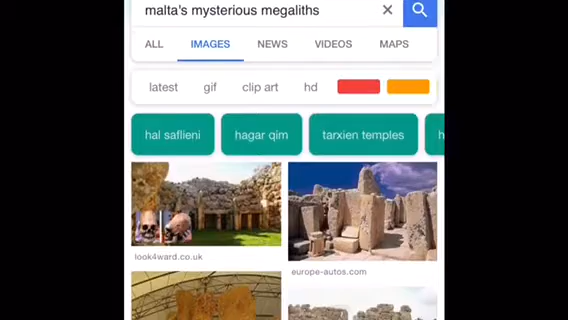 malta's mysterious megaliths
ALL IMAGES NEWS VIDEOS MAPS
latest gif clip art hd
hal saflieni hagar qim tarxien temples h
look4ward.co.uk
europe-autos.com